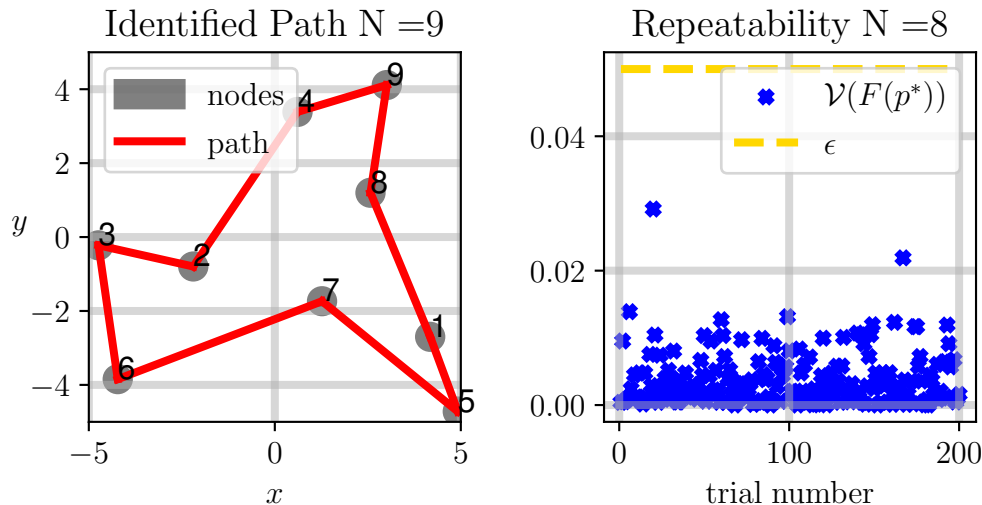 Identified Path N =9
nodes
path
4
2
0
−2
−4
y
−5
0
5
x
1
2
3
4
5
6
7
8
9
Repeatability N =8
𝒱(F(p*))
ϵ
0.04
0.02
0.00
0
100
200
trial number